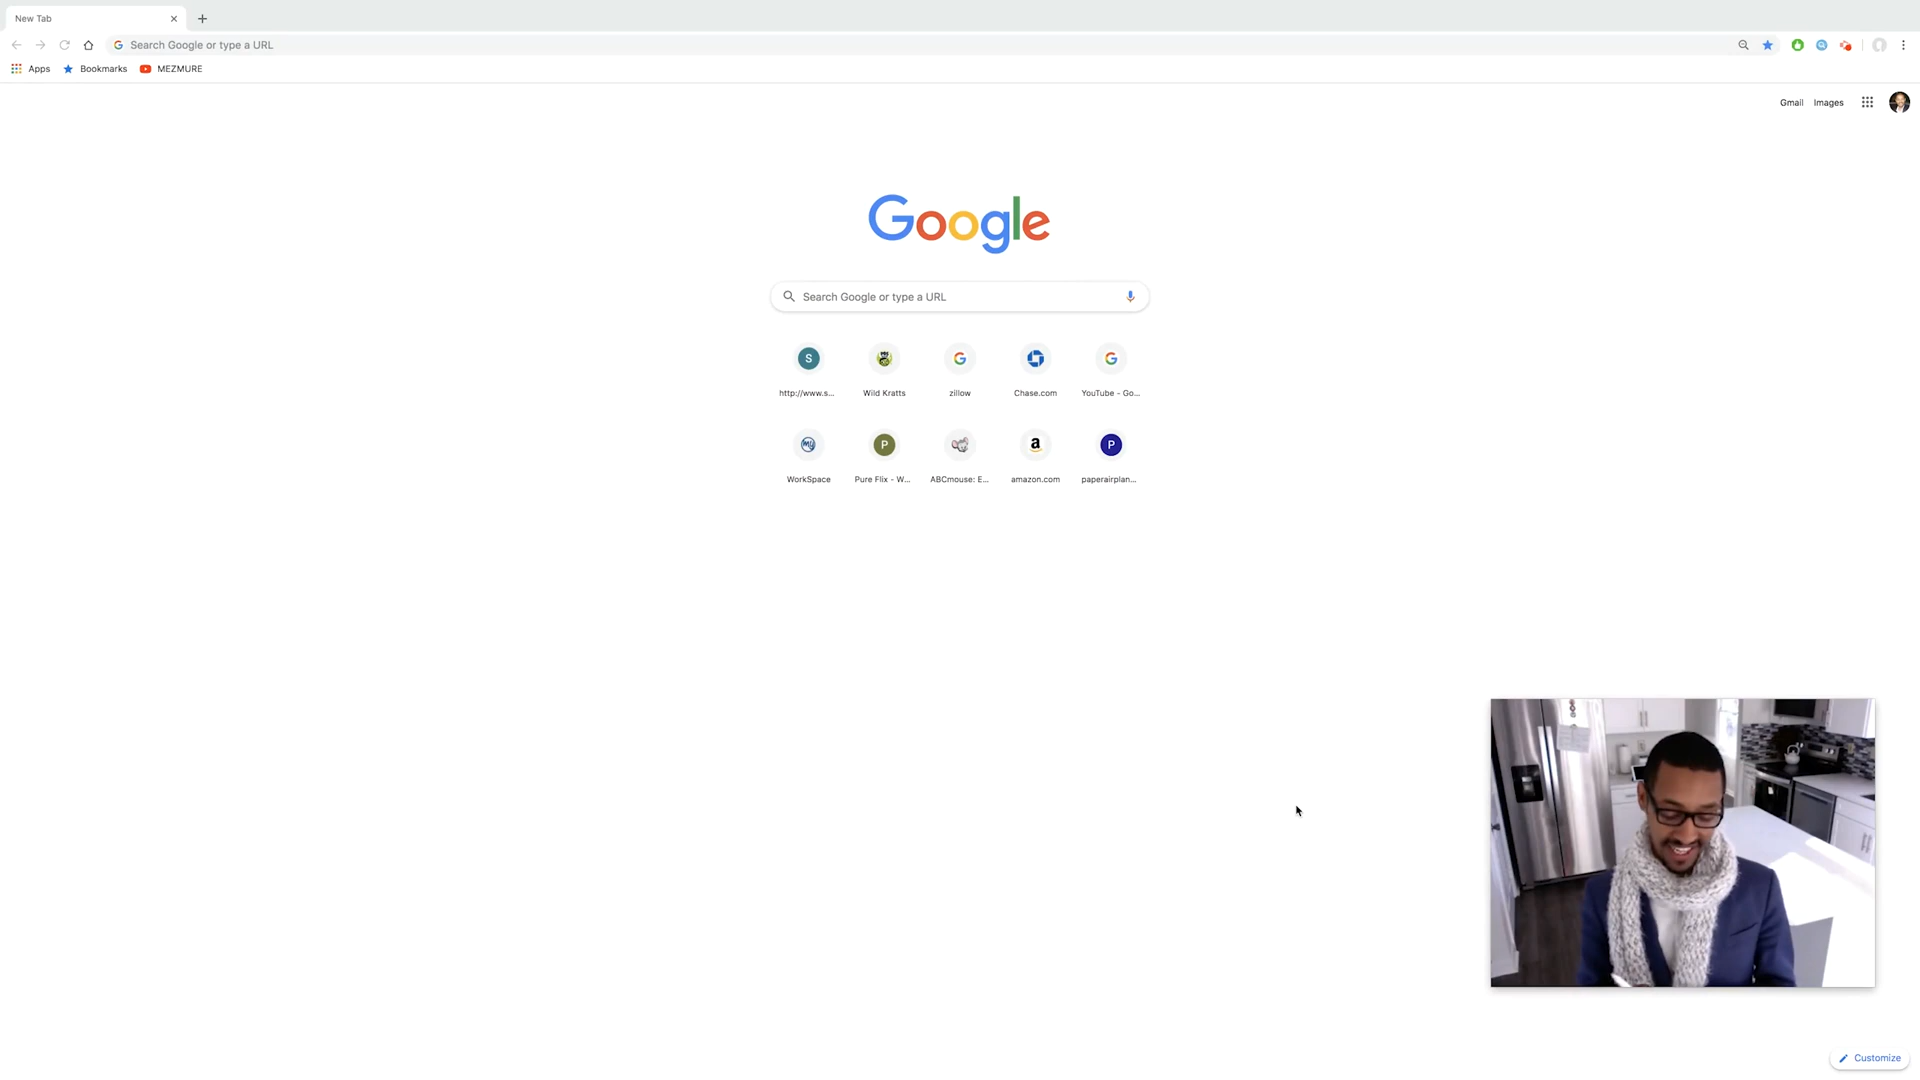 New Tab
Search Google or type a URL
Apps Bookmarks MEZMURE
Gmail Images
Google
Search Google or type a URL
S
http://www.s... Wild Kratts zillow Chase.com YouTube - Go...
P a P
WorkSpace Pure Flix - W... ABCmouse: E... amazon.com paperairplan...
Customize